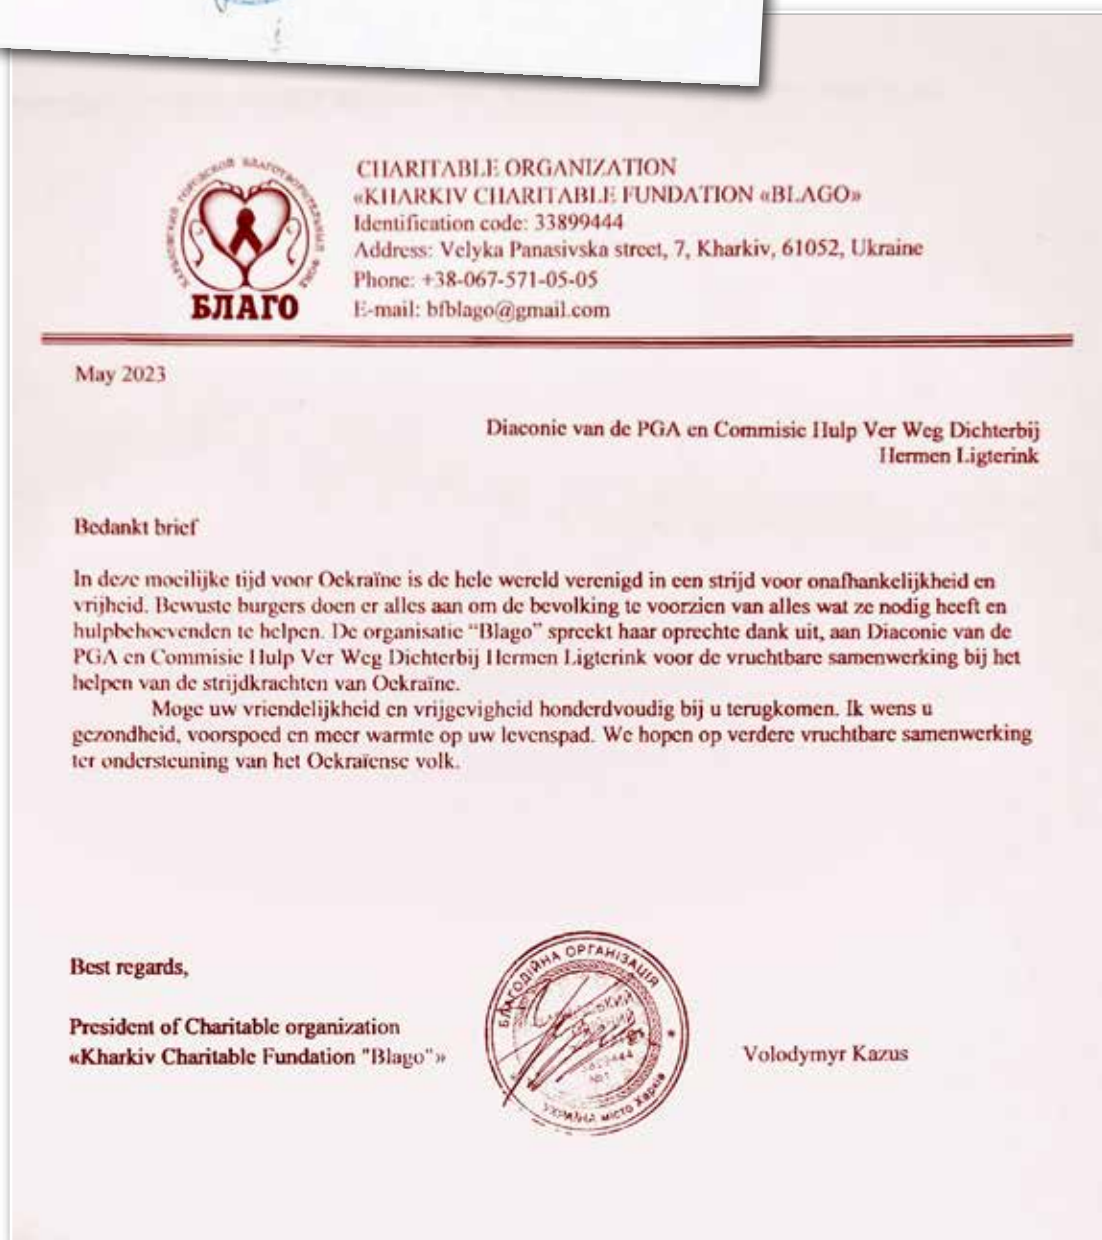 ХАРЬКОВСКИЙ ГОРОДСКОЙ БЛАГОТВОРИТЕЛЬНЫЙ ФОНД
БЛАГО
CHARITABLE ORGANIZATION
«KHARKIV CHARITABLE FUNDATION «BLAGO»
Identification code: 33899444
Address: Velyka Panasivska street, 7, Kharkiv, 61052, Ukraine
Phone: +38-067-571-05-05
E-mail: bfblago@gmail.com
May 2023
Diaconie van de PGA en Commisie Hulp Ver Weg Dichterbij
Hermen Ligterink
Bedankt brief
In deze moeilijke tijd voor Oekraïne is de hele wereld verenigd in een strijd voor onafhankelijkheid en
vrijheid. Bewuste burgers doen er alles aan om de bevolking te voorzien van alles wat ze nodig heeft en
hulpbehoevenden te helpen. De organisatie “Blago” spreekt haar oprechte dank uit, aan Diaconie van de
PGA en Commisie Hulp Ver Weg Dichterbij Hermen Ligterink voor de vruchtbare samenwerking bij het
helpen van de strijdkrachten van Oekraïne.
Moge uw vriendelijkheid en vrijgevigheid honderdvoudig bij u terugkomen. Ik wens u
gezondheid, voorspoed en meer warmte op uw levenspad. We hopen op verdere vruchtbare samenwerking
ter ondersteuning van het Oekraïense volk.
Best regards,
President of Charitable organization
«Kharkiv Charitable Fundation "Blago"»
БЛАГОДІЙНА ОРГАНІЗАЦІЯ
УКРАЇНА місто Харків
Volodymyr Kazus